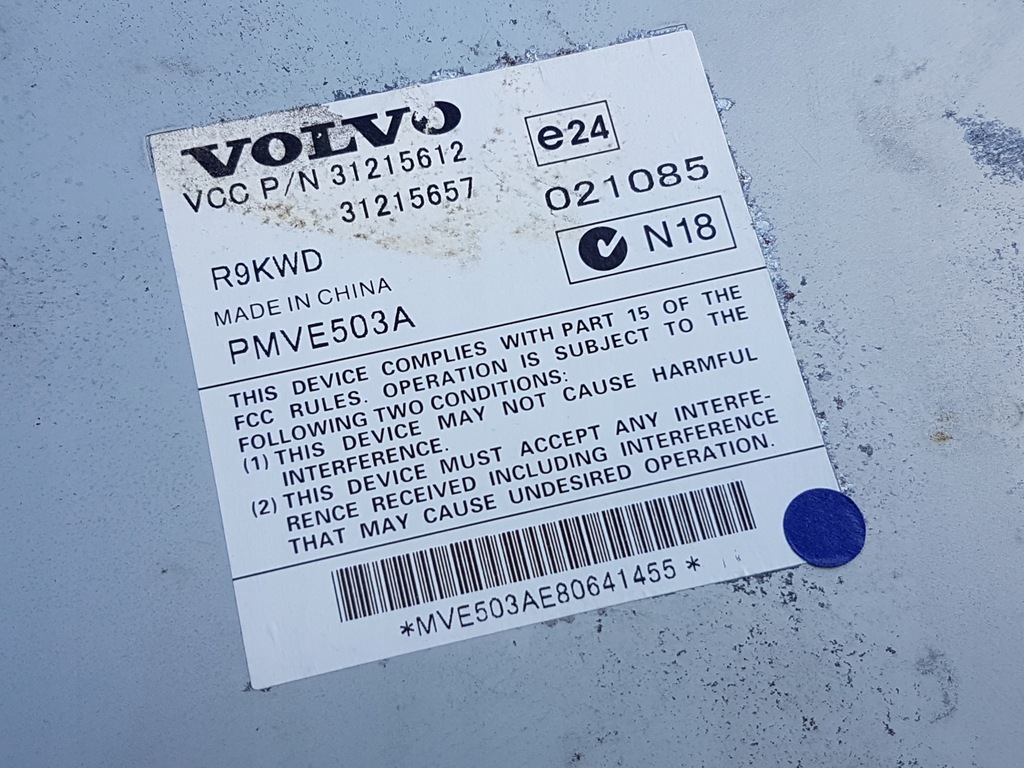 VOLVO
VCC P/N 31215612
31215657
e24
021085
N18
R9KWD
MADE IN CHINA
PMVE503A
THIS DEVICE COMPLIES WITH PART 15 OF THE
FCC RULES. OPERATION IS SUBJECT TO THE
FOLLOWING TWO CONDITIONS:
(1) THIS DEVICE MAY NOT CAUSE HARMFUL
INTERFERENCE.
(2) THIS DEVICE MUST ACCEPT ANY INTERFE-
RENCE RECEIVED INCLUDING INTERFERENCE
THAT MAY CAUSE UNDESIRED OPERATION.
*MVE503AE80641455*